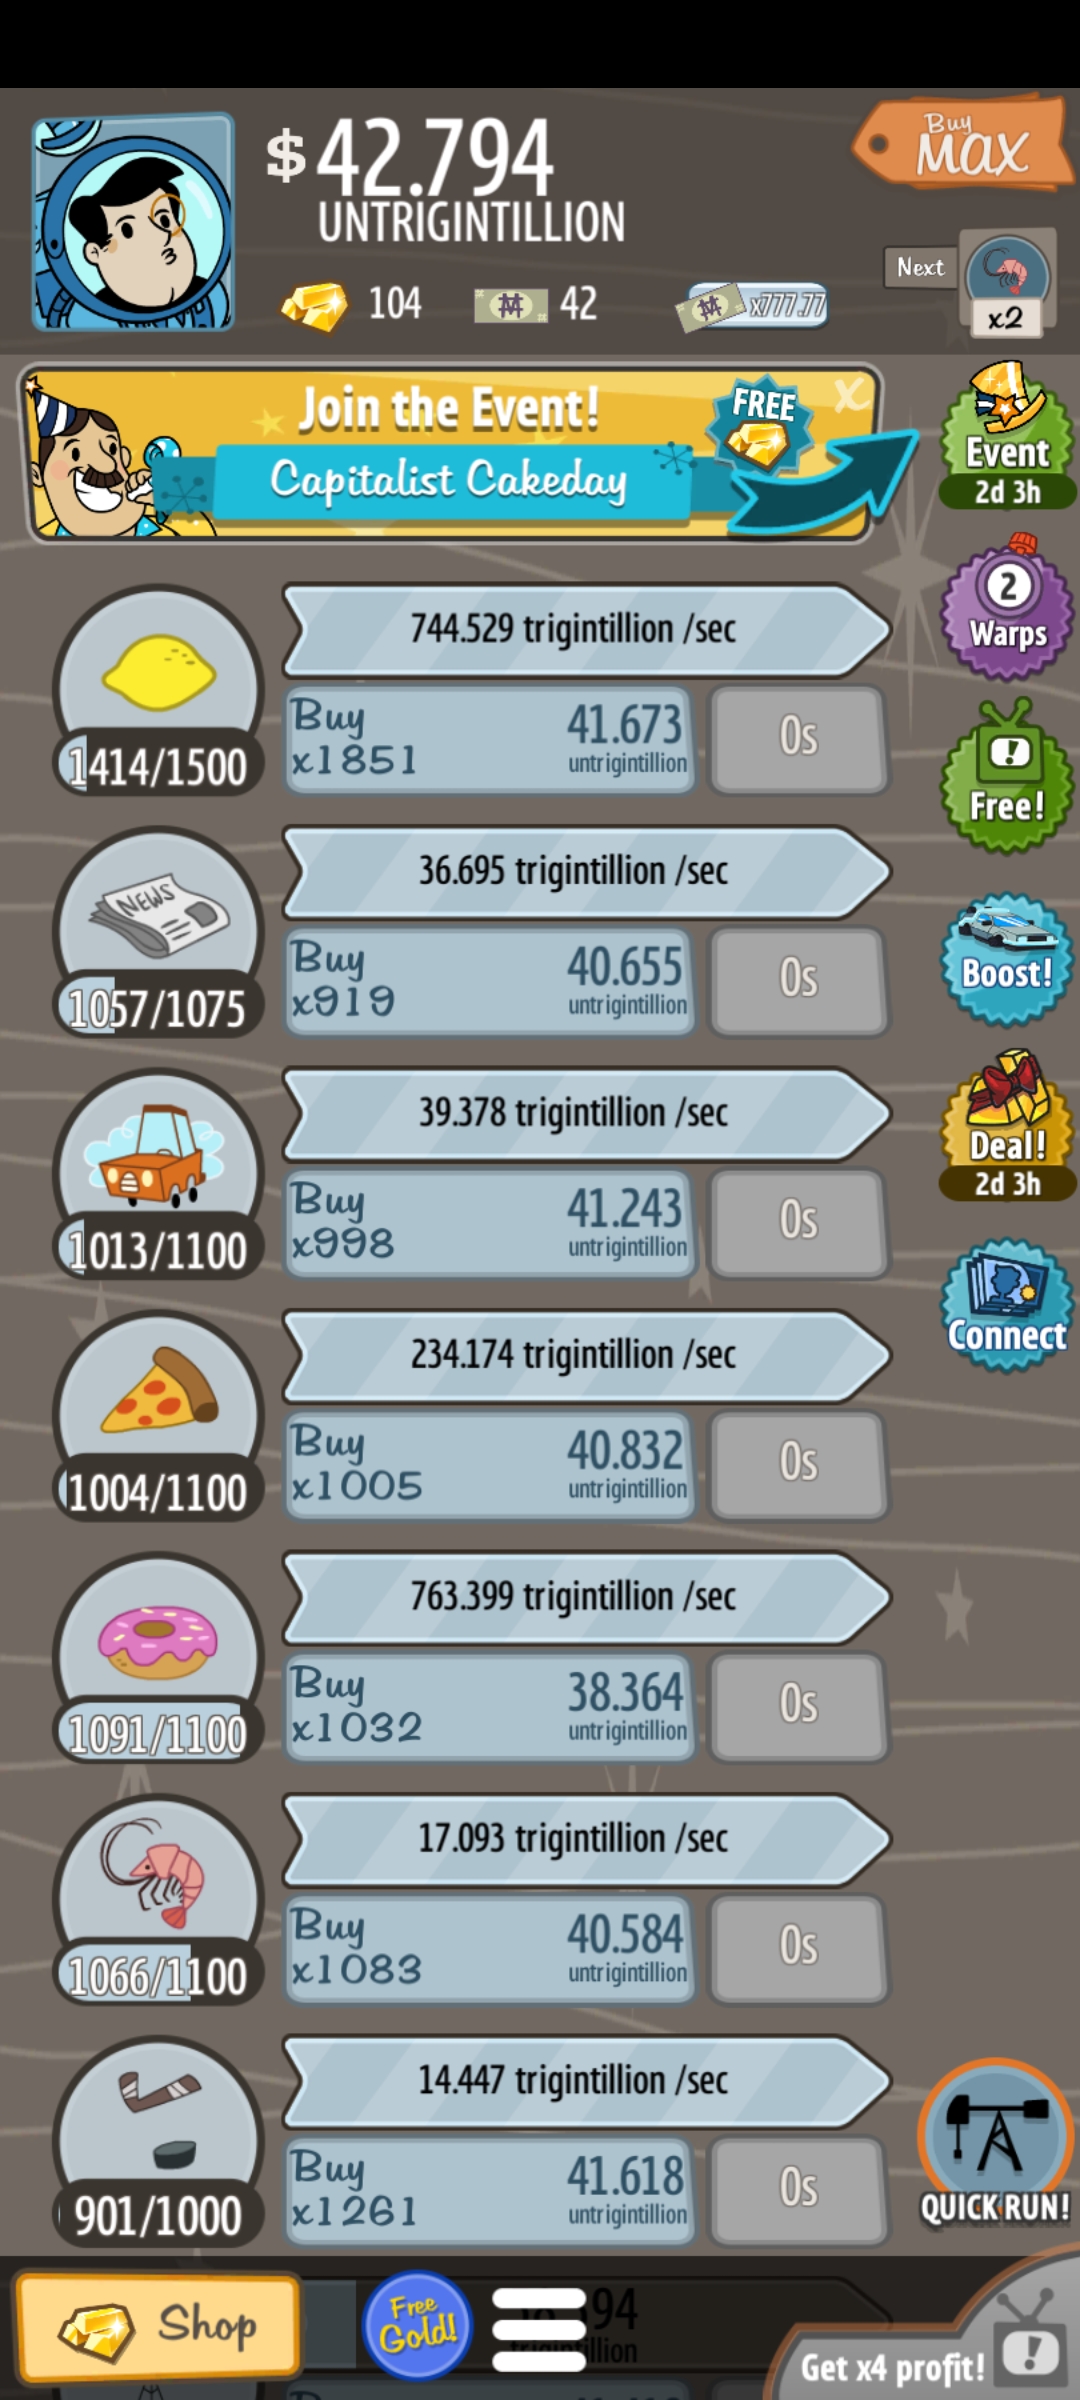 $ 42.794
UNTRIGINTILLION
Buy
MAX
104
42
x777.77
Next
x2
Join the Event!
FREE
x
Capitalist Cakeday
Event
2d 3h
744.529 trigintillion /sec
Buy
x1851
41.673
untrigintillion
0s
1414/1500
2
Warps
Free!
NEWS
36.695 trigintillion /sec
Buy
x919
40.655
untrigintillion
0s
1057/1075
Boost!
39.378 trigintillion /sec
Buy
x998
41.243
untrigintillion
0s
1013/1100
Deal!
2d 3h
234.174 trigintillion /sec
Buy
x1005
40.832
untrigintillion
0s
1004/1100
Connect
763.399 trigintillion /sec
Buy
x1032
38.364
untrigintillion
0s
1091/1100
17.093 trigintillion /sec
Buy
x1083
40.584
untrigintillion
0s
1066/1100
14.447 trigintillion /sec
Buy
x1261
41.618
untrigintillion
0s
901/1000
QUICK RUN!
Shop
Free
Gold!
Get x4 profit!